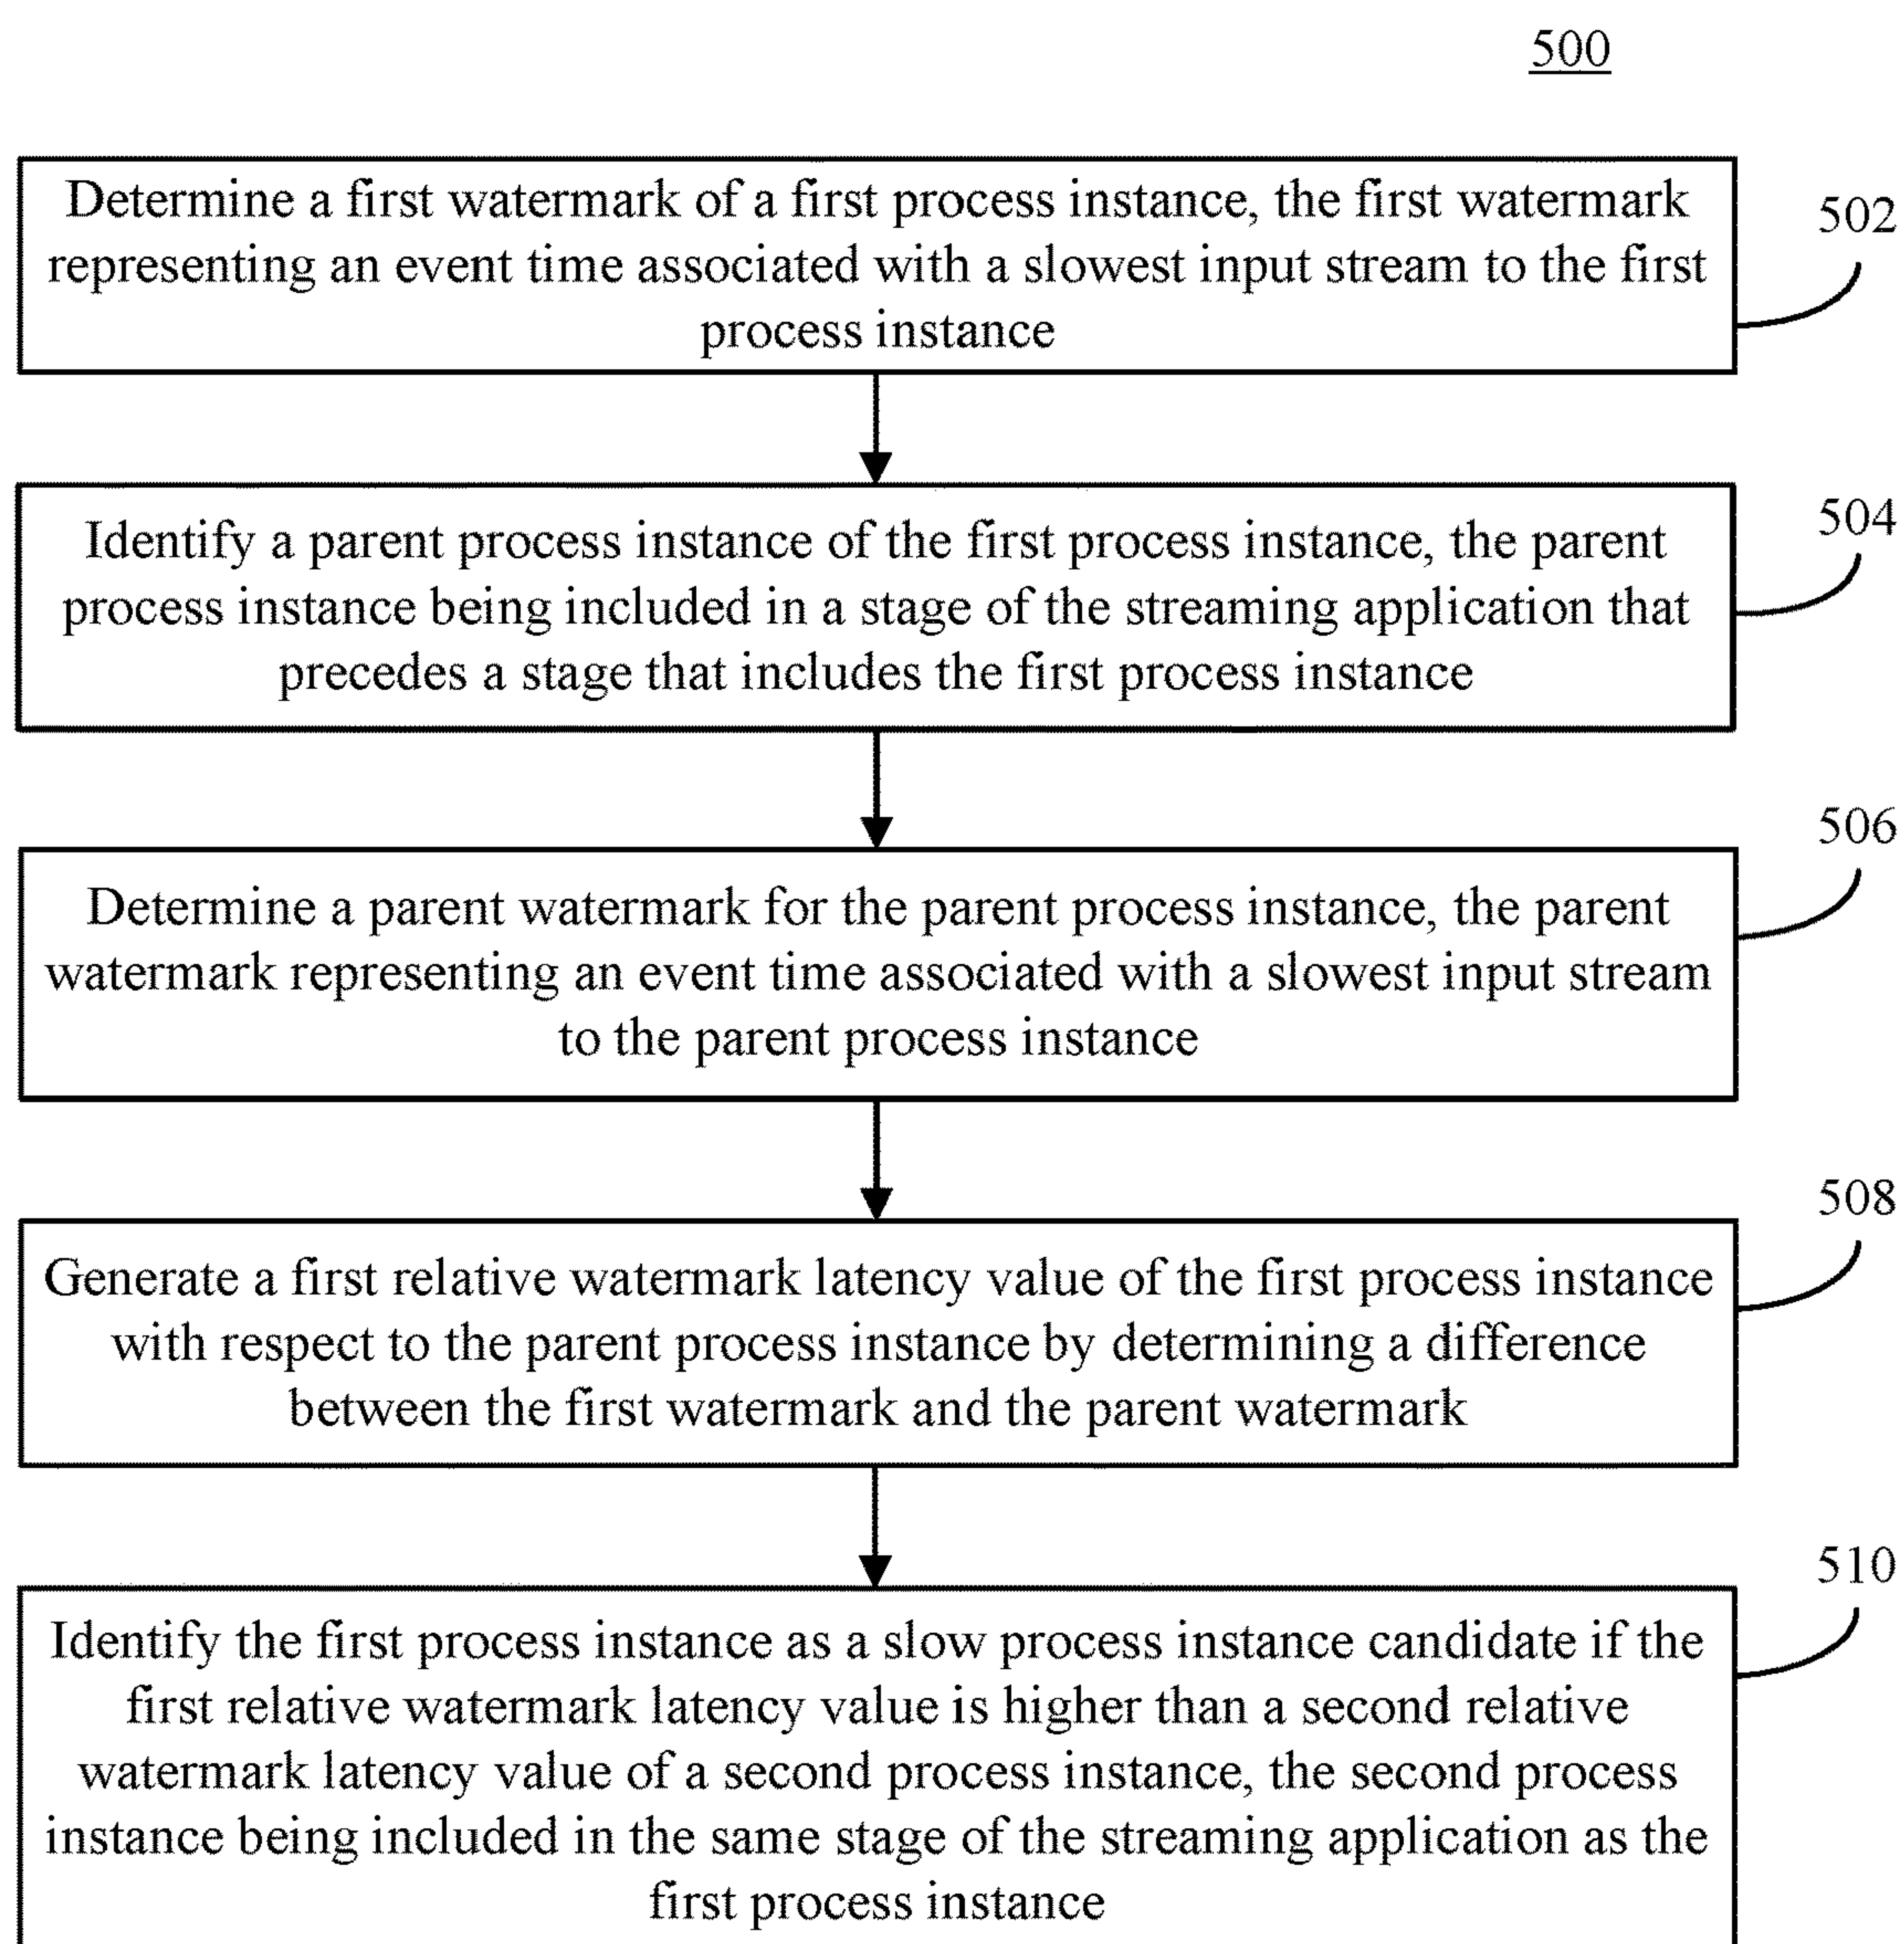 500
Determine a first watermark of a first process instance, the first watermark
representing an event time associated with a slowest input stream to the first
process instance
502
Identify a parent process instance of the first process instance, the parent
process instance being included in a stage of the streaming application that
precedes a stage that includes the first process instance
504
Determine a parent watermark for the parent process instance, the parent
watermark representing an event time associated with a slowest input stream
to the parent process instance
506
Generate a first relative watermark latency value of the first process instance
with respect to the parent process instance by determining a difference
between the first watermark and the parent watermark
508
Identify the first process instance as a slow process instance candidate if the
first relative watermark latency value is higher than a second relative
watermark latency value of a second process instance, the second process
instance being included in the same stage of the streaming application as the
first process instance
510